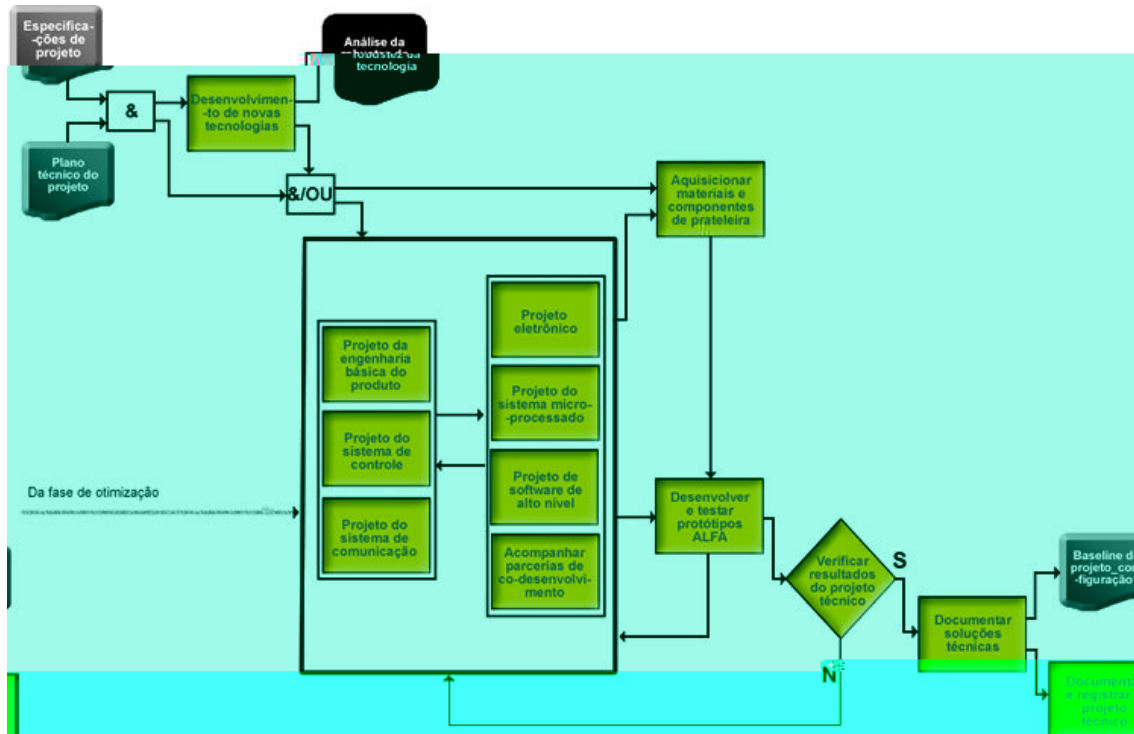 Especifica-
-ções de
projeto
Análise da
robustez da
tecnologia
&
Desenvolvimen-
-to de novas
tecnologias
Plano
técnico do
projeto
&/OU
Aquisicionar
materiais e
componentes
de prateleira
Projeto
eletrônico
Projeto da
engenharia
básica do
produto
Projeto do
sistema micro-
-processado
Projeto do
sistema de
controle
Projeto de
software de
alto nível
Da fase de otimização
Projeto do
sistema de
comunicação
Acompanhar
parcerias de
co-desenvolvi-
mento
Desenvolver
e testar
protótipos
ALFA
Verificar
resultados
do projeto
técnico
S
N
Documentar
soluções
técnicas
Baseline d
projeto_con
-figuração
Documenta
e registrar
projeto
técnico